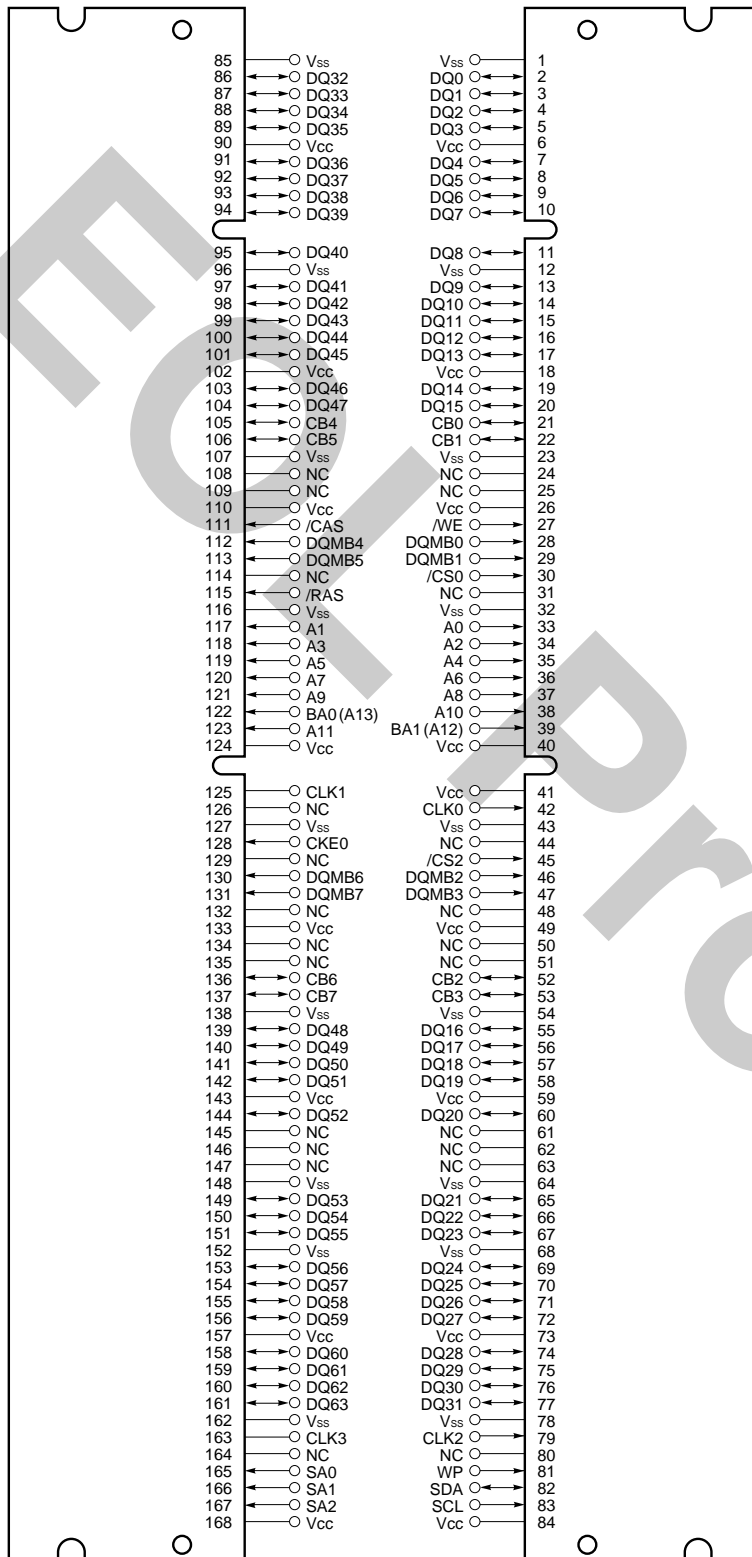 85 VSS VSS 1
86 DQ32 DQ0 2
87 DQ33 DQ1 3
88 DQ34 DQ2 4
89 DQ35 DQ3 5
90 Vcc Vcc 6
91 DQ36 DQ4 7
92 DQ37 DQ5 8
93 DQ38 DQ6 9
94 DQ39 DQ7 10
95 DQ40 DQ8 11
96 VSS VSS 12
97 DQ41 DQ9 13
98 DQ42 DQ10 14
99 DQ43 DQ11 15
100 DQ44 DQ12 16
101 DQ45 DQ13 17
102 Vcc Vcc 18
103 DQ46 DQ14 19
104 DQ47 DQ15 20
105 CB4 CB0 21
106 CB5 CB1 22
107 VSS VSS 23
108 NC NC 24
109 NC NC 25
110 Vcc Vcc 26
111 /CAS /WE 27
112 DQMB4 DQMB0 28
113 DQMB5 DQMB1 29
114 NC /CS0 30
115 /RAS NC 31
116 VSS VSS 32
117 A1 A0 33
118 A3 A2 34
119 A5 A4 35
120 A7 A6 36
121 A9 A8 37
122 BA0 (A13) A10 38
123 A11 BA1 (A12) 39
124 Vcc Vcc 40
125 CLK1 Vcc 41
126 NC CLK0 42
127 VSS VSS 43
128 CKE0 NC 44
129 NC /CS2 45
130 DQMB6 DQMB2 46
131 DQMB7 DQMB3 47
132 NC NC 48
133 Vcc Vcc 49
134 NC NC 50
135 NC NC 51
136 CB6 CB2 52
137 CB7 CB3 53
138 VSS VSS 54
139 DQ48 DQ16 55
140 DQ49 DQ17 56
141 DQ50 DQ18 57
142 DQ51 DQ19 58
143 Vcc Vcc 59
144 DQ52 DQ20 60
145 NC NC 61
146 NC NC 62
147 NC NC 63
148 VSS VSS 64
149 DQ53 DQ21 65
150 DQ54 DQ22 66
151 DQ55 DQ23 67
152 VSS VSS 68
153 DQ56 DQ24 69
154 DQ57 DQ25 70
155 DQ58 DQ26 71
156 DQ59 DQ27 72
157 Vcc Vcc 73
158 DQ60 DQ28 74
159 DQ61 DQ29 75
160 DQ62 DQ30 76
161 DQ63 DQ31 77
162 VSS VSS 78
163 CLK3 CLK2 79
164 NC NC 80
165 SA0 WP 81
166 SA1 SDA 82
167 SA2 SCL 83
168 Vcc Vcc 84
EOL Pro